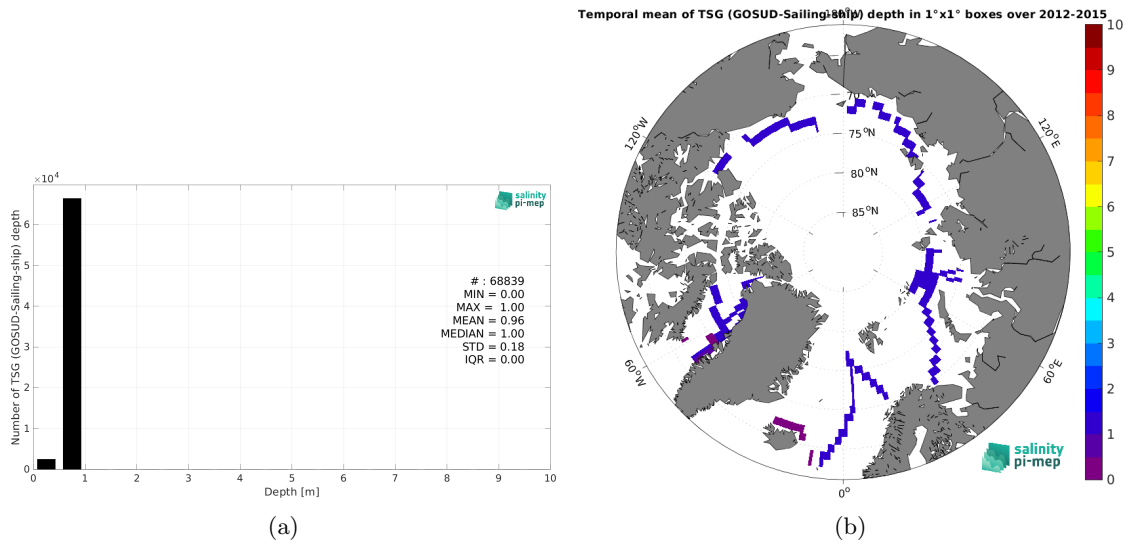 Temporal mean of TSG (GOSUD-Sailing-ship) depth in 1°x1° boxes over 2012-2015
×10⁴
Number of TSG (GOSUD-Sailing-ship) depth
6
5
4
3
2
1
0
salinity
pi-mep
# : 68839
MIN = 0.00
MAX = 1.00
MEAN = 0.96
MEDIAN = 1.00
STD = 0.18
IQR = 0.00
0 1 2 3 4 5 6 7 8 9 10
Depth [m]
(a)
180°W
120°W
120°E
70
75°N
80°N
85°N
60°W
60°E
0°
salinity
pi-mep
10
9
8
7
6
5
4
3
2
1
0
(b)